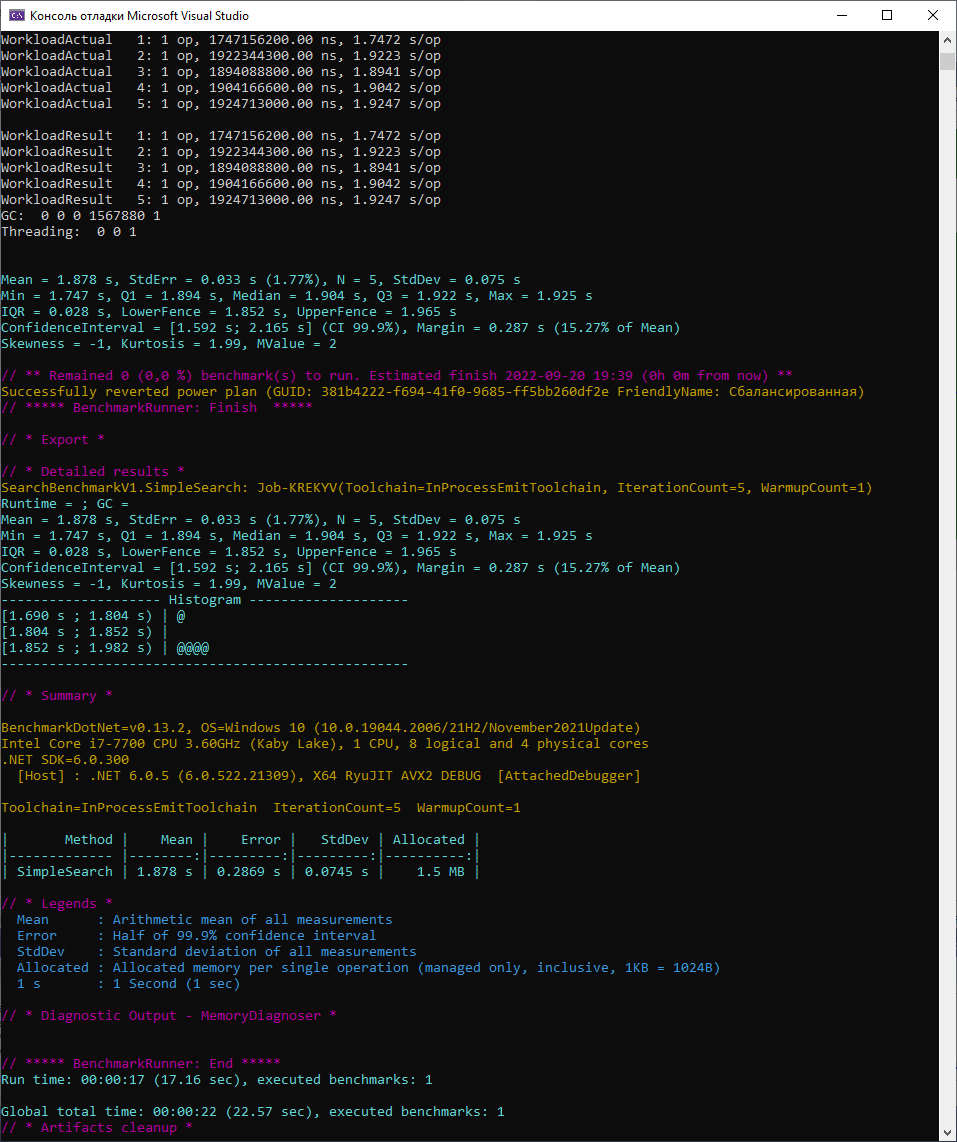 Консоль отладки Microsoft Visual Studio
WorkloadActual   1: 1 op, 1747156200.00 ns, 1.7472 s/op
WorkloadActual   2: 1 op, 1922344300.00 ns, 1.9223 s/op
WorkloadActual   3: 1 op, 1894088800.00 ns, 1.8941 s/op
WorkloadActual   4: 1 op, 1904166600.00 ns, 1.9042 s/op
WorkloadActual   5: 1 op, 1924713000.00 ns, 1.9247 s/op
WorkloadResult   1: 1 op, 1747156200.00 ns, 1.7472 s/op
WorkloadResult   2: 1 op, 1922344300.00 ns, 1.9223 s/op
WorkloadResult   3: 1 op, 1894088800.00 ns, 1.8941 s/op
WorkloadResult   4: 1 op, 1904166600.00 ns, 1.9042 s/op
WorkloadResult   5: 1 op, 1924713000.00 ns, 1.9247 s/op
GC:  0 0 0 1567880 1
Threading:  0 0 1
Mean = 1.878 s, StdErr = 0.033 s (1.77%), N = 5, StdDev = 0.075 s
Min = 1.747 s, Q1 = 1.894 s, Median = 1.904 s, Q3 = 1.922 s, Max = 1.925 s
IQR = 0.028 s, LowerFence = 1.852 s, UpperFence = 1.965 s
ConfidenceInterval = [1.592 s; 2.165 s] (CI 99.9%), Margin = 0.287 s (15.27% of Mean)
Skewness = -1, Kurtosis = 1.99, MValue = 2
// ** Remained 0 (0,0 %) benchmark(s) to run. Estimated finish 2022-09-20 19:39 (0h 0m from now) **
Successfully reverted power plan (GUID: 381b4222-f694-41f0-9685-ff5bb260df2e FriendlyName: Сбалансированная)
// ***** BenchmarkRunner: Finish  *****
// * Export *
// * Detailed results *
SearchBenchmarkV1.SimpleSearch: Job-KREKYV(Toolchain=InProcessEmitToolchain, IterationCount=5, WarmupCount=1)
Runtime = ; GC =
Mean = 1.878 s, StdErr = 0.033 s (1.77%), N = 5, StdDev = 0.075 s
Min = 1.747 s, Q1 = 1.894 s, Median = 1.904 s, Q3 = 1.922 s, Max = 1.925 s
IQR = 0.028 s, LowerFence = 1.852 s, UpperFence = 1.965 s
ConfidenceInterval = [1.592 s; 2.165 s] (CI 99.9%), Margin = 0.287 s (15.27% of Mean)
Skewness = -1, Kurtosis = 1.99, MValue = 2
-------------------- Histogram --------------------
[1.690 s ; 1.804 s) | @
[1.804 s ; 1.852 s) |
[1.852 s ; 1.982 s) | @@@@
---------------------------------------------------
// * Summary *
BenchmarkDotNet=v0.13.2, OS=Windows 10 (10.0.19044.2006/21H2/November2021Update)
Intel Core i7-7700 CPU 3.60GHz (Kaby Lake), 1 CPU, 8 logical and 4 physical cores
.NET SDK=6.0.300
  [Host] : .NET 6.0.5 (6.0.522.21309), X64 RyuJIT AVX2 DEBUG  [AttachedDebugger]
Toolchain=InProcessEmitToolchain  IterationCount=5  WarmupCount=1
|       Method |    Mean |    Error |   StdDev | Allocated |
|------------- |--------:|---------:|---------:|----------:|
| SimpleSearch | 1.878 s | 0.2869 s | 0.0745 s |    1.5 MB |
// * Legends *
  Mean      : Arithmetic mean of all measurements
  Error     : Half of 99.9% confidence interval
  StdDev    : Standard deviation of all measurements
  Allocated : Allocated memory per single operation (managed only, inclusive, 1KB = 1024B)
  1 s       : 1 Second (1 sec)
// * Diagnostic Output - MemoryDiagnoser *
// ***** BenchmarkRunner: End *****
Run time: 00:00:17 (17.16 sec), executed benchmarks: 1
Global total time: 00:00:22 (22.57 sec), executed benchmarks: 1
// * Artifacts cleanup *